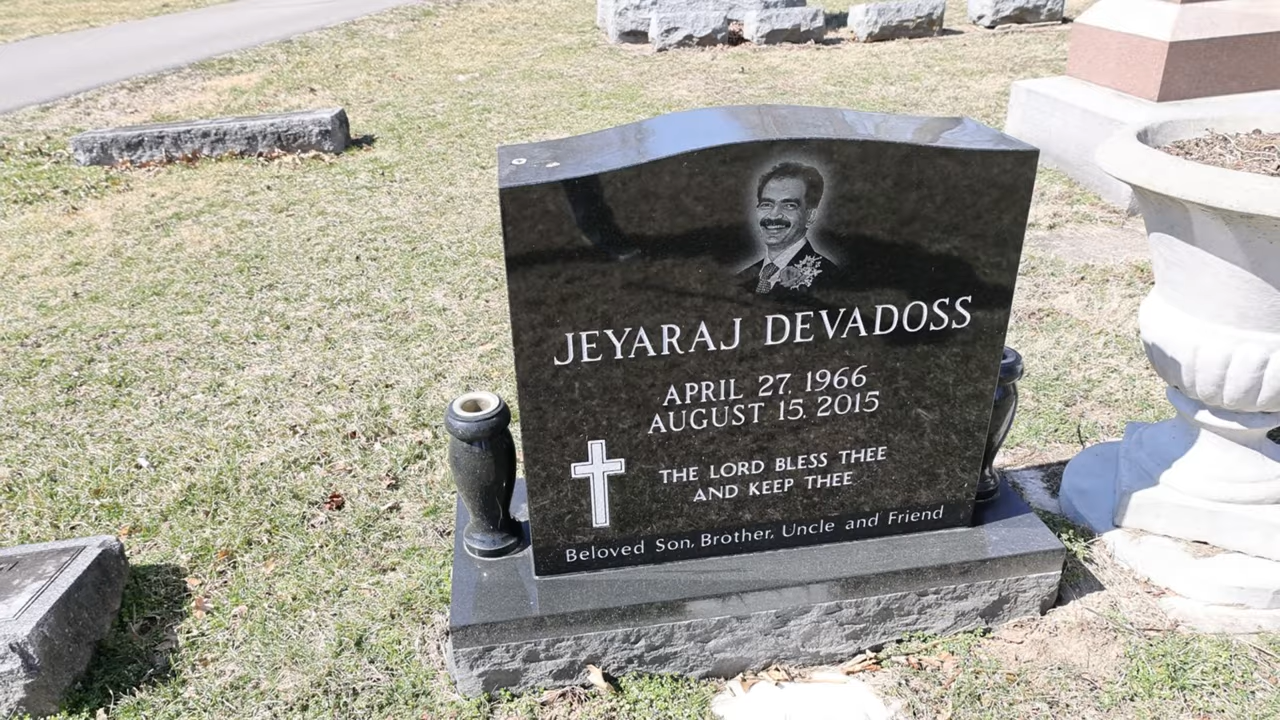 JEYARAJ DEVADOSS
APRIL 27, 1966
AUGUST 15, 2015
THE LORD BLESS THEE
AND KEEP THEE
Beloved Son, Brother, Uncle and Friend